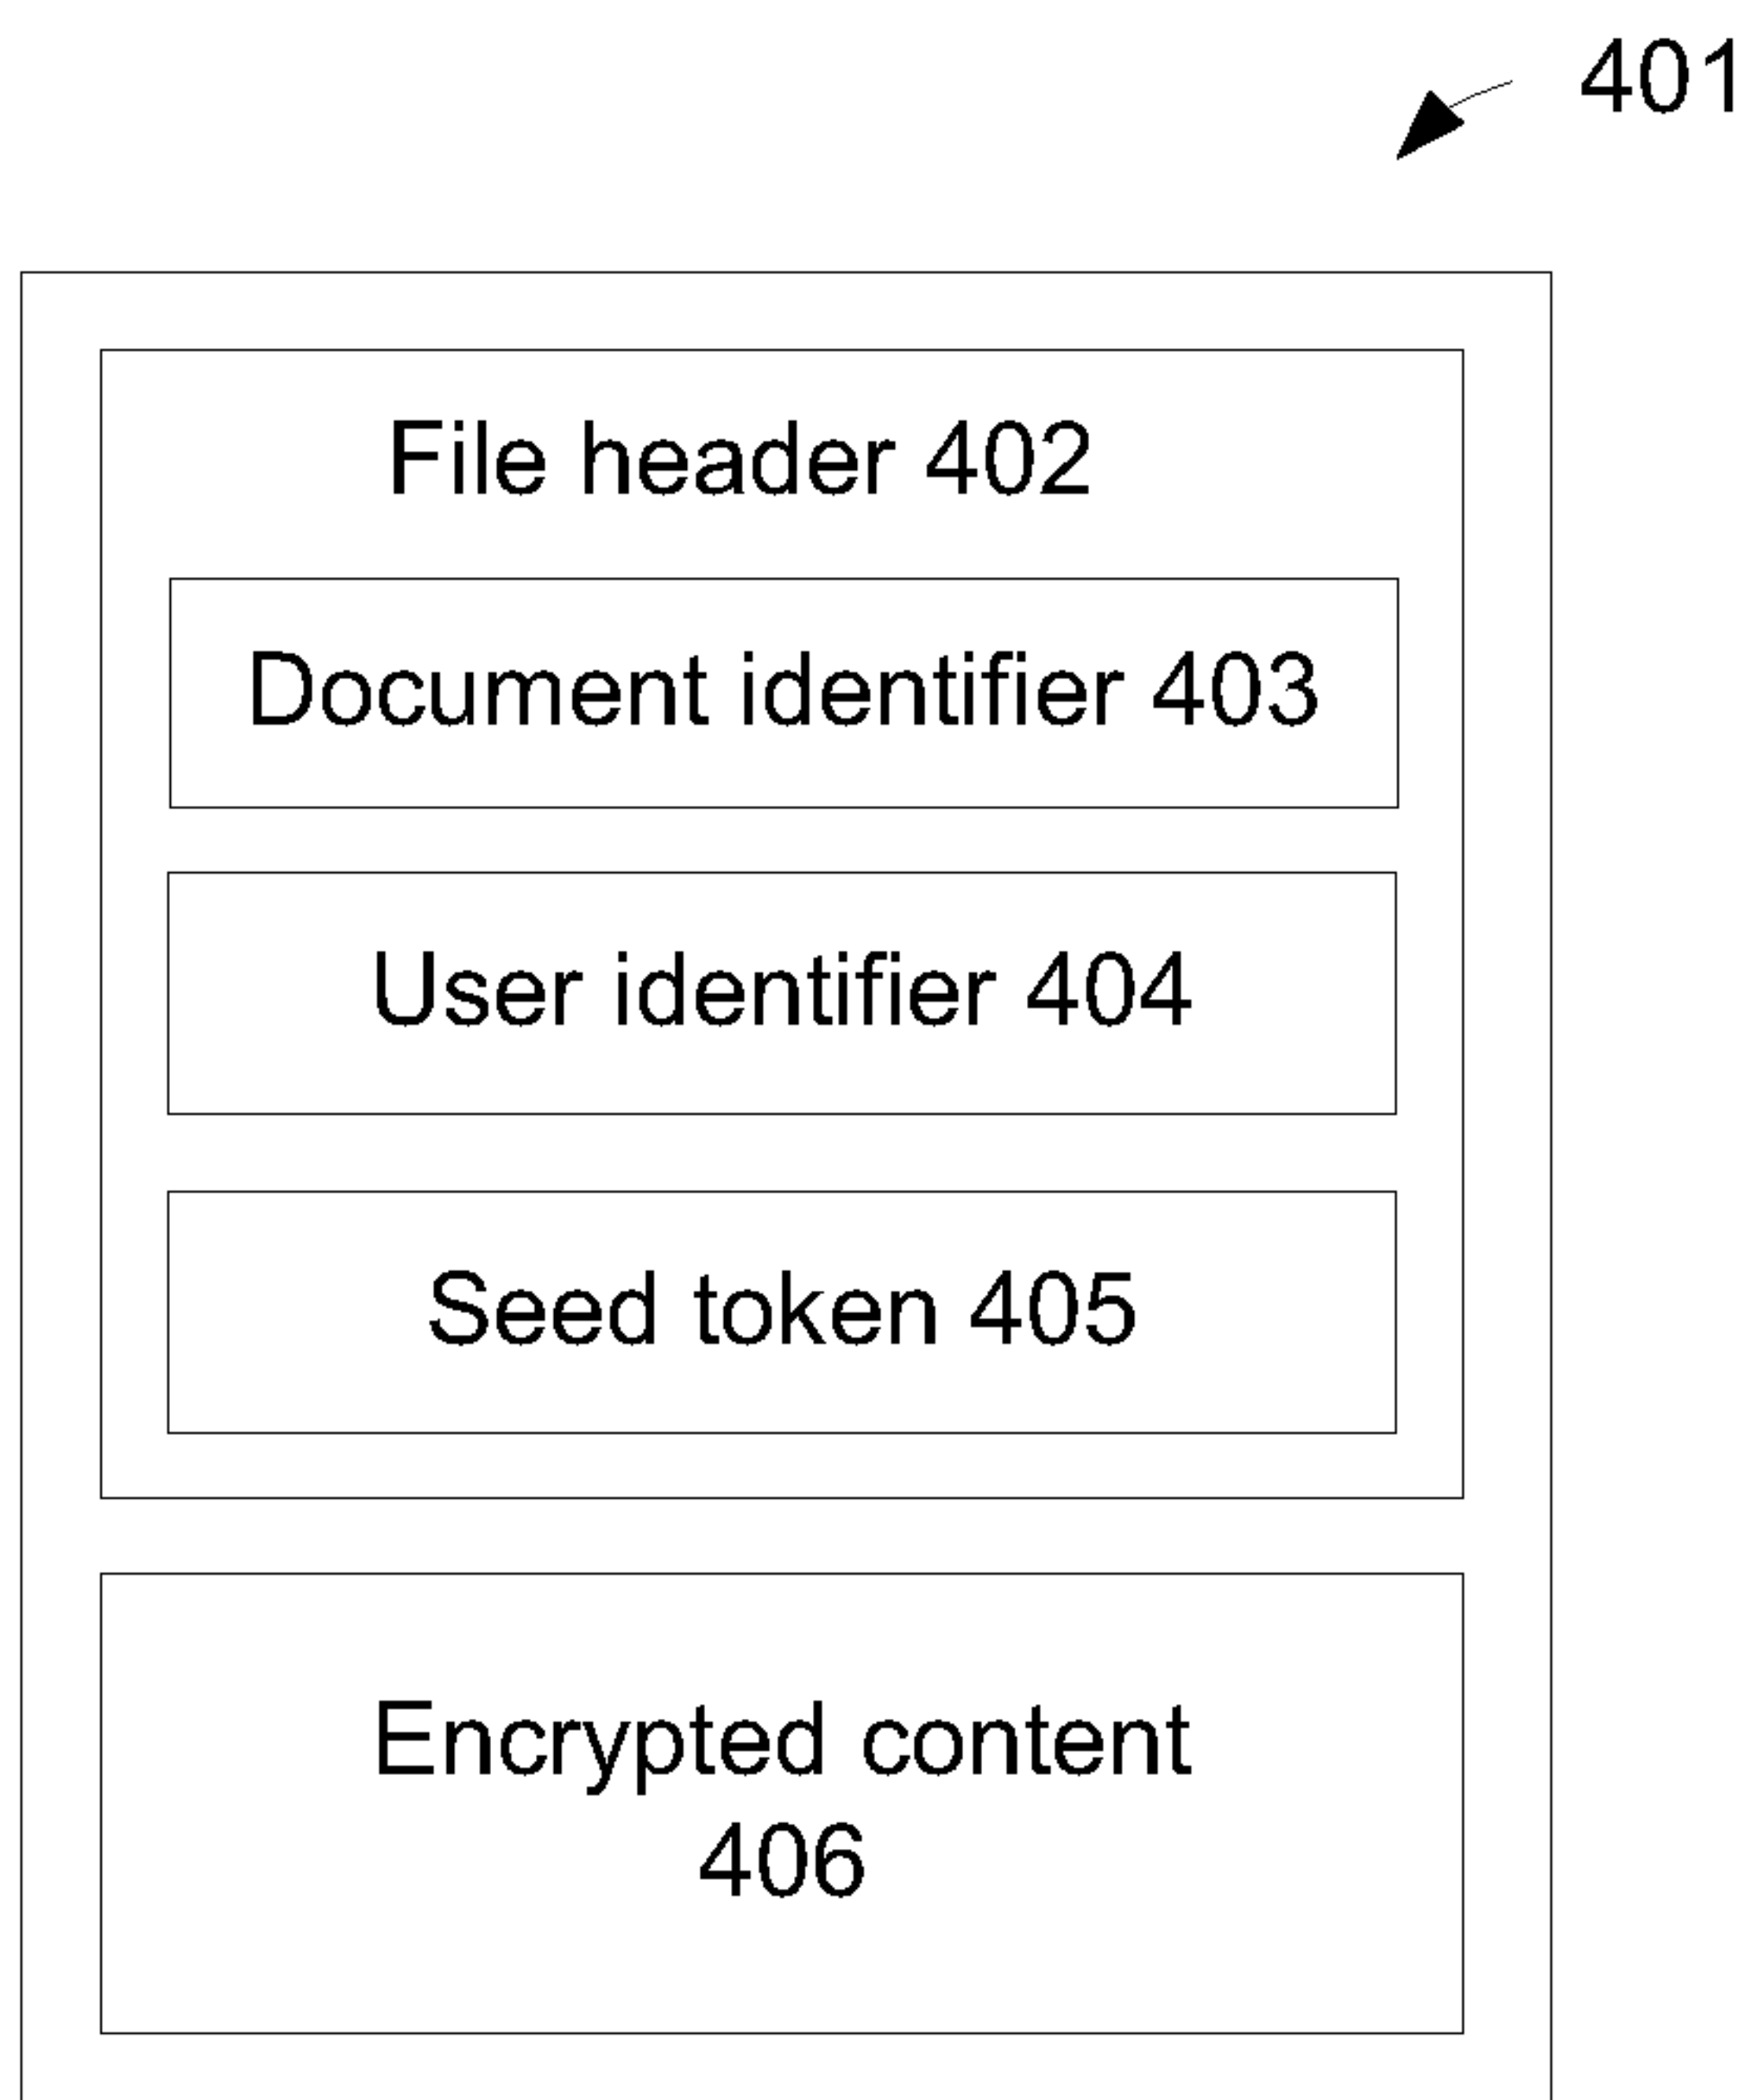 401
File header 402
Document identifier 403
User identifier 404
Seed token 405
Encrypted content
406